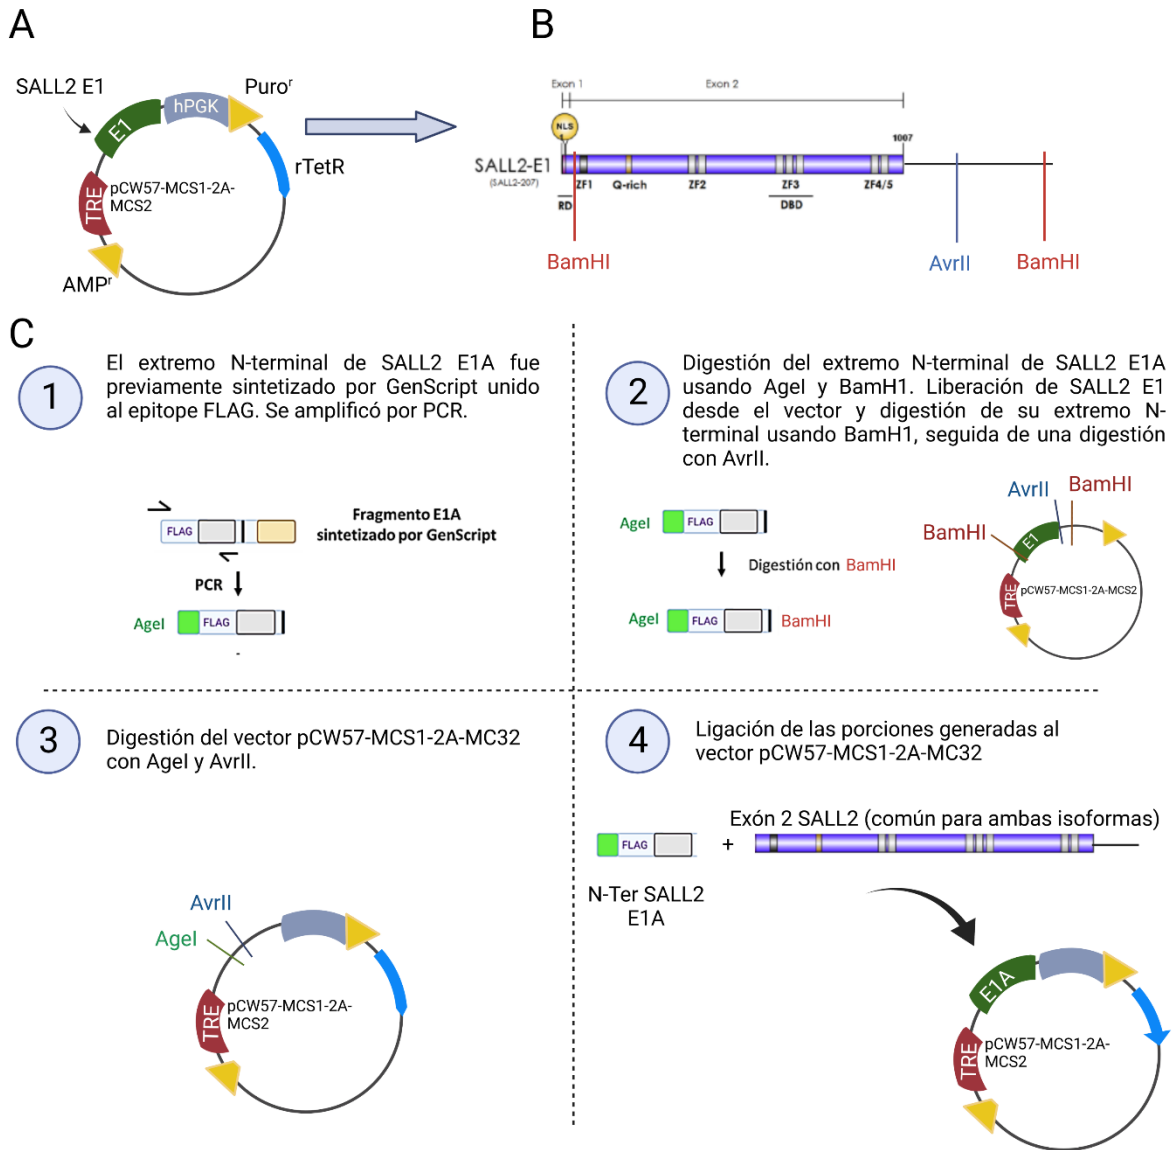 A
SALL2 E1
E1
hPGK
Puroʳ
rTetR
TRE
pCW57-MCS1-2A-
MCS2
AMPʳ
B
Exon 1
Exon 2
NLS
1
1007
SALL2-E1
(SALL2-207)
ZF1
Q-rich
ZF2
ZF3
ZF4/5
RD
DBD
BamHI
AvrII
BamHI
C
1
El extremo N-terminal de SALL2 E1A fue
previamente sintetizado por GenScript unido
al epitope FLAG. Se amplificó por PCR.
FLAG
Fragmento E1A
sintetizado por GenScript
PCR
AgeI
FLAG
2
Digestión del extremo N-terminal de SALL2 E1A
usando AgeI y BamH1. Liberación de SALL2 E1
desde el vector y digestión de su extremo N-
terminal usando BamH1, seguida de una digestión
con AvrII.
AgeI
FLAG
Digestión con BamHI
AgeI
FLAG
BamHI
AvrII
BamHI
BamHI
E1
TRE
pCW57-MCS1-2A-MCS2
3
Digestión del vector pCW57-MCS1-2A-MC32
con AgeI y AvrII.
AvrII
AgeI
TRE
pCW57-MCS1-2A-
MCS2
4
Ligación de las porciones generadas al
vector pCW57-MCS1-2A-MC32
Exón 2 SALL2 (común para ambas isoformas)
FLAG
+
N-Ter SALL2
E1A
E1A
TRE
pCW57-MCS1-2A-
MCS2